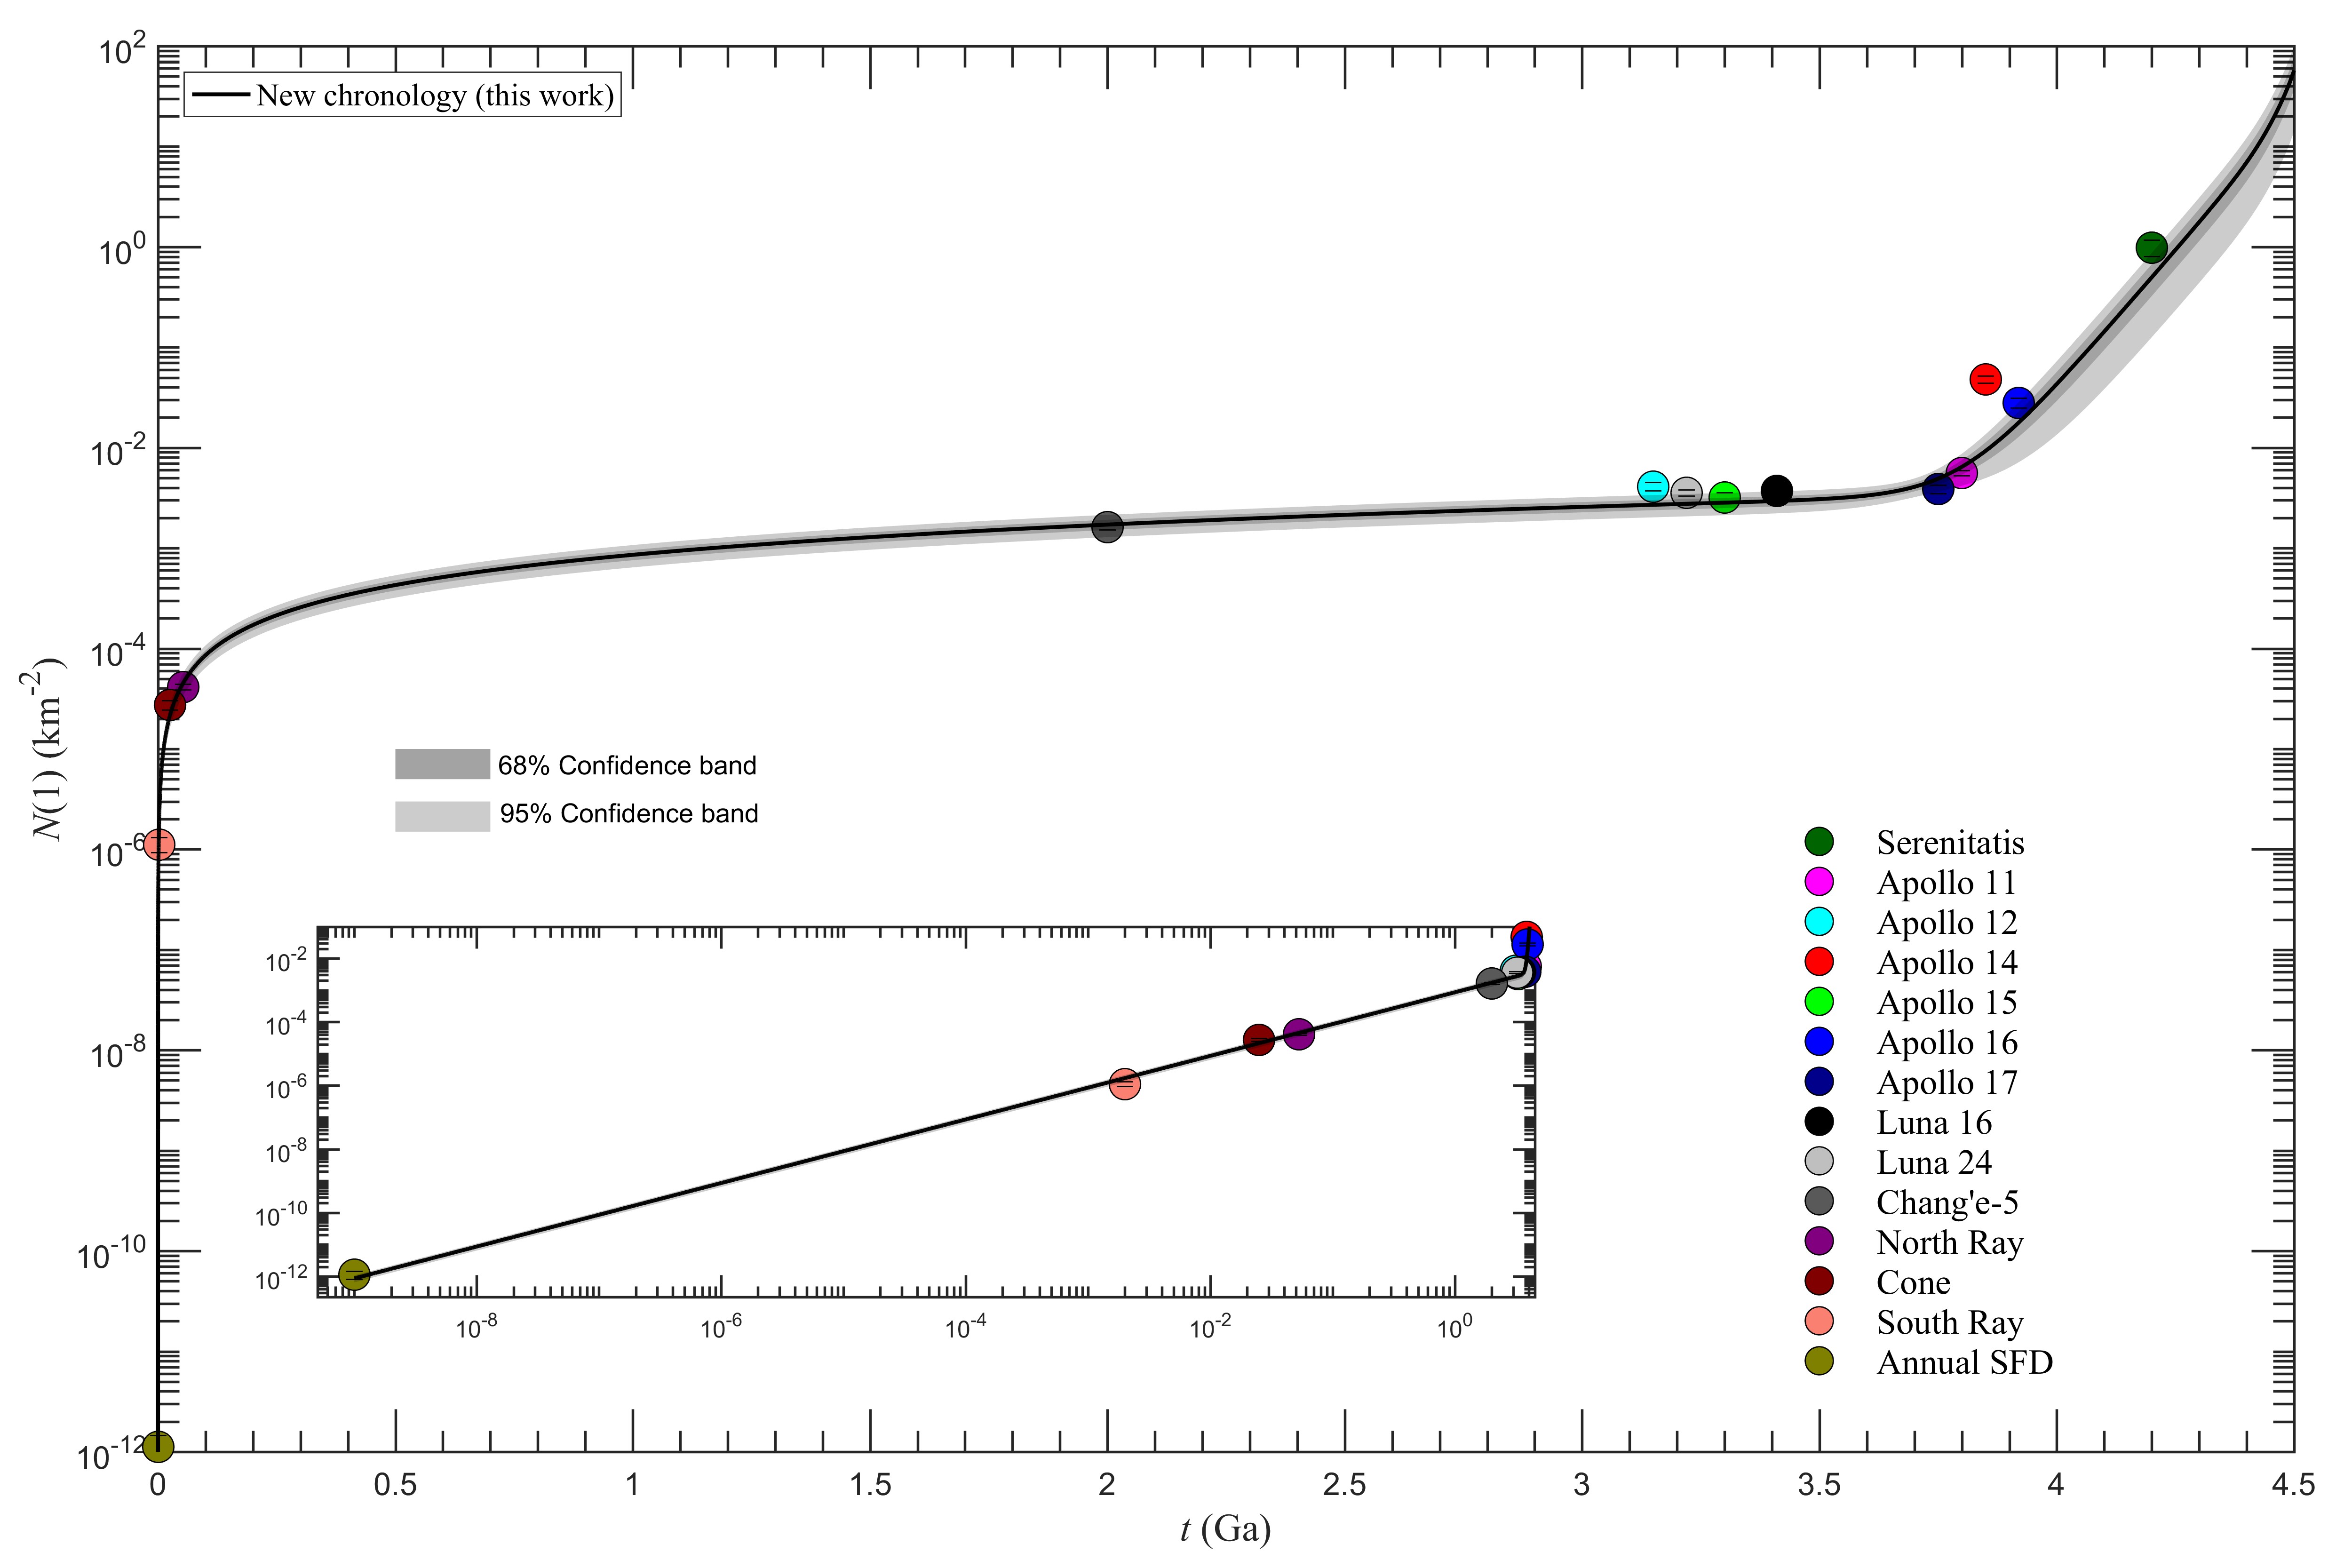 New chronology (this work)
10^2
10^0
10^-2
10^-4
10^-6
10^-8
10^-10
10^-12
N(1) (km^-2)
68% Confidence band
95% Confidence band
Serenitatis
Apollo 11
Apollo 12
Apollo 14
Apollo 15
Apollo 16
Apollo 17
Luna 16
Luna 24
Chang'e-5
North Ray
Cone
South Ray
Annual SFD
10^-2
10^-4
10^-6
10^-8
10^-10
10^-12
10^-8 10^-6 10^-4 10^-2 10^0
0 0.5 1 1.5 2 2.5 3 3.5 4 4.5
t (Ga)